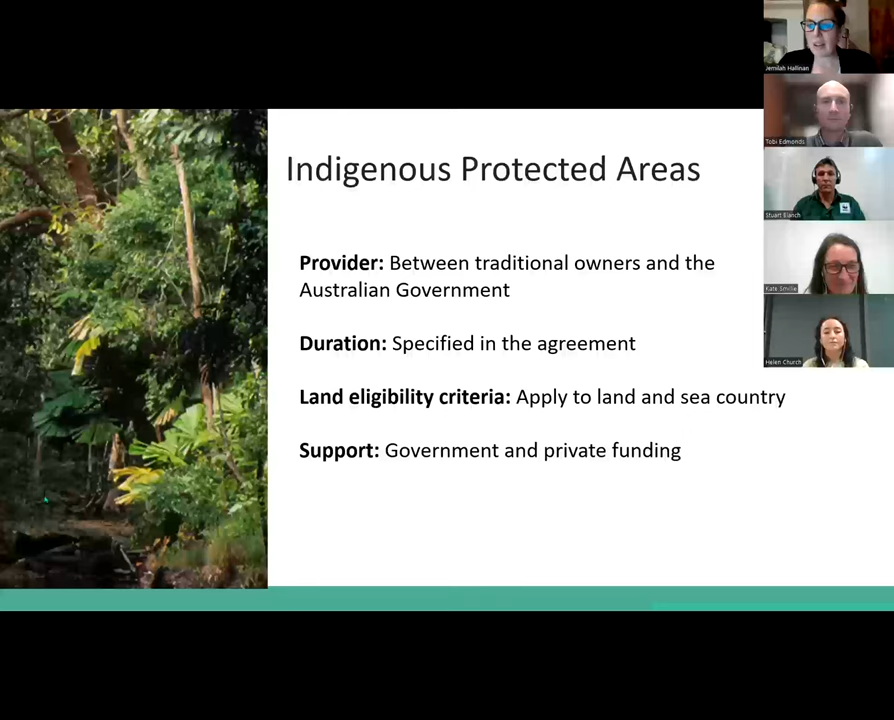 Indigenous Protected Areas
Provider: Between traditional owners and the
Australian Government
Duration: Specified in the agreement
Land eligibility criteria: Apply to land and sea country
Support: Government and private funding
Jemilah Hallinan
Tobi Edmonds
Stuart Blanch
Kate Smillie
Helen Church